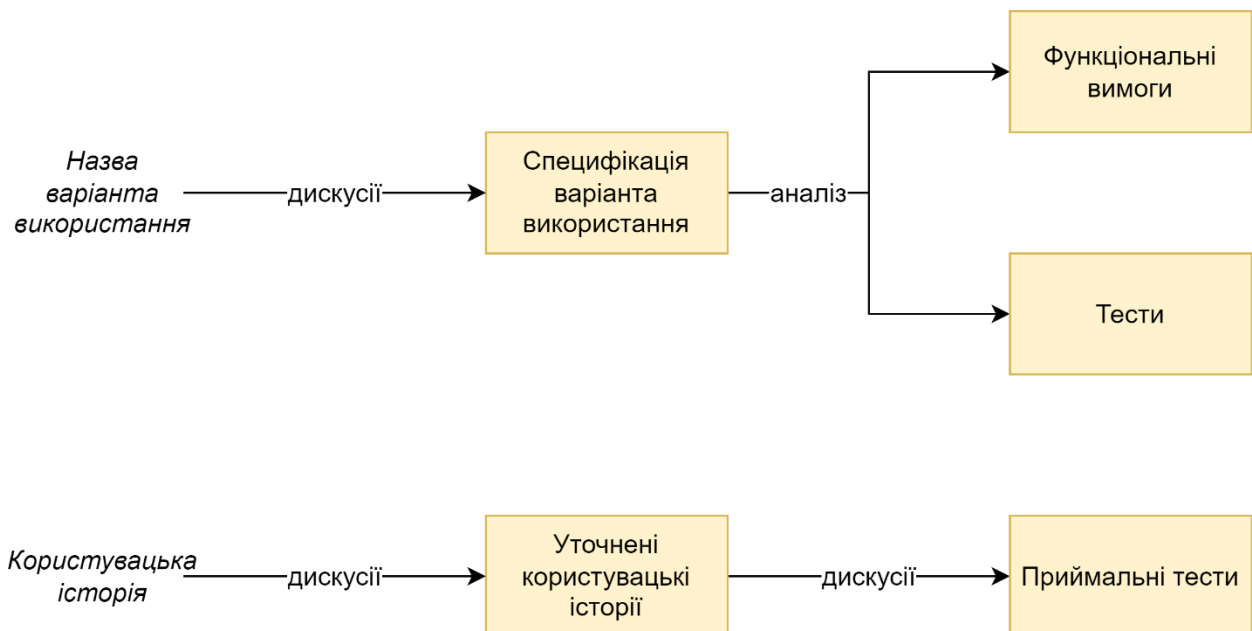 Функціональні
вимоги
Назва
варіанта
використання
дискусії
Специфікація
варіанта
використання
аналіз
Тести
Користувацька
історія
дискусії
Уточнені
користувацькі
історії
дискусії
Приймальні тести